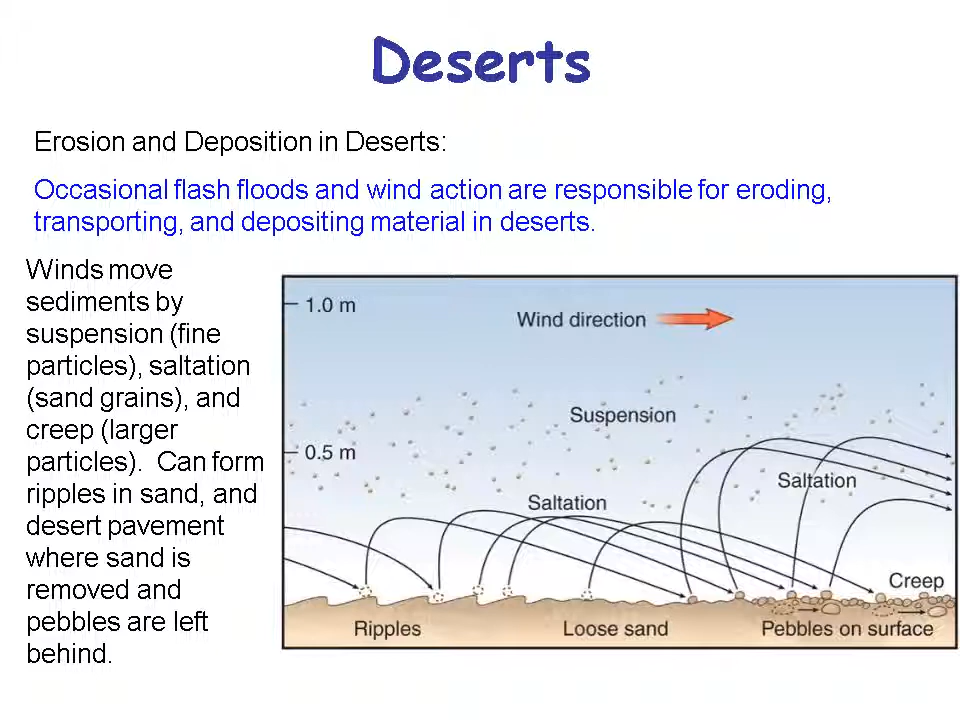 Deserts
Erosion and Deposition in Deserts:
Occasional flash floods and wind action are responsible for eroding,
transporting, and depositing material in deserts.
Winds move
sediments by
suspension (fine
particles), saltation
(sand grains), and
creep (larger
particles).  Can form
ripples in sand, and
desert pavement
where sand is
removed and
pebbles are left
behind.
1.0 m
Wind direction
Suspension
0.5 m
Saltation
Saltation
Creep
Ripples
Loose sand
Pebbles on surface